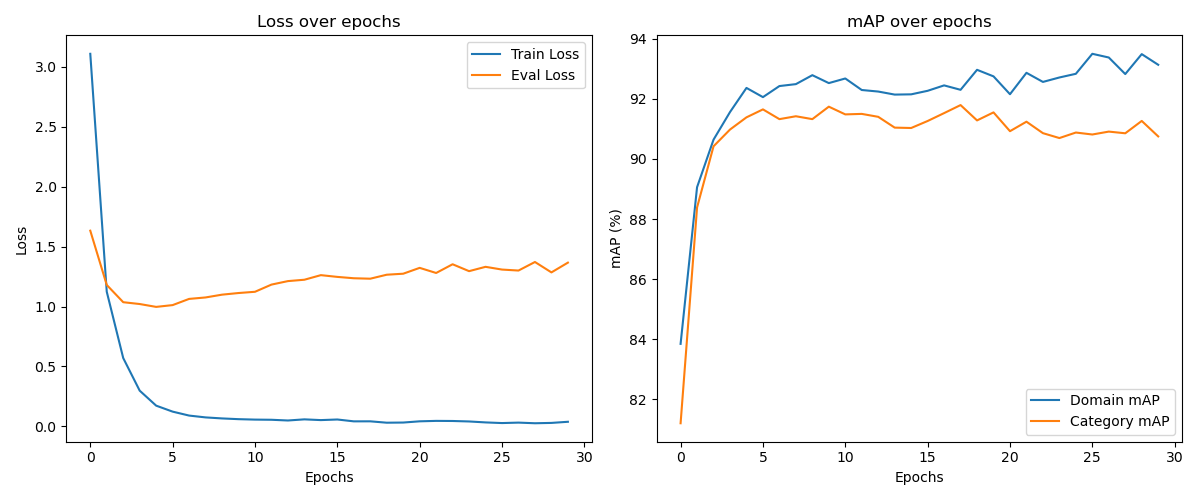 Loss over epochs
Train Loss
Eval Loss
3.0
2.5
2.0
1.5
1.0
0.5
0.0
Loss
0 5 10 15 20 25 30
Epochs
mAP over epochs
94
92
90
88
86
84
82
mAP (%)
Domain mAP
Category mAP
0 5 10 15 20 25 30
Epochs